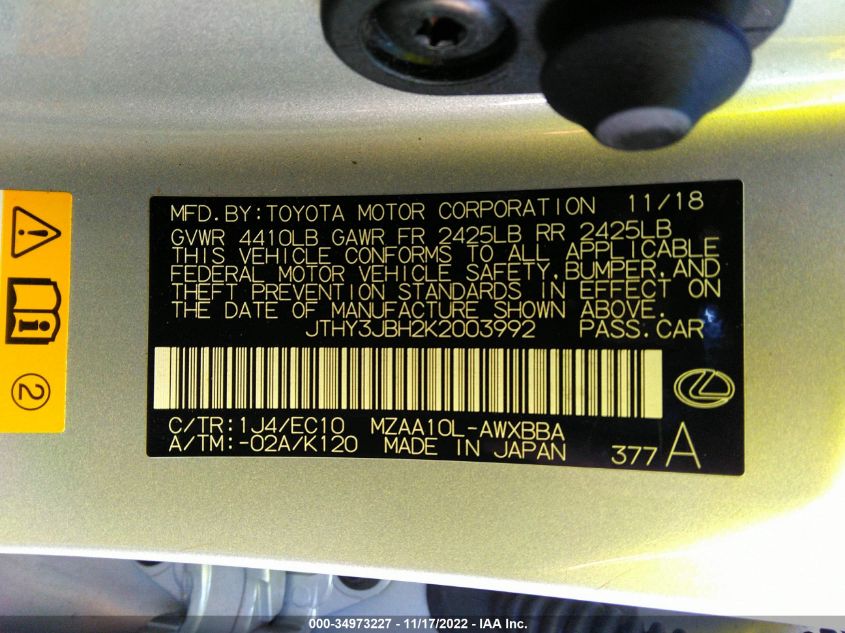 MFD.BY:TOYOTA MOTOR CORPORATION 11/18
GVWR 4410LB GAWR FR 2425LB RR 2425LB
THIS VEHICLE CONFORMS TO ALL APPLICABLE
FEDERAL MOTOR VEHICLE SAFETY,BUMPER,AND
THEFT PREVENTION STANDARDS IN EFFECT ON
THE DATE OF MANUFACTURE SHOWN ABOVE.
JTHY3JBH2K2003992 PASS.CAR
C/TR:1J4/EC10 MZAA10L-AWXBBA
A/TM:-02A/K120 MADE IN JAPAN 377 A
2
000-34973227 - 11/17/2022 - IAA Inc.